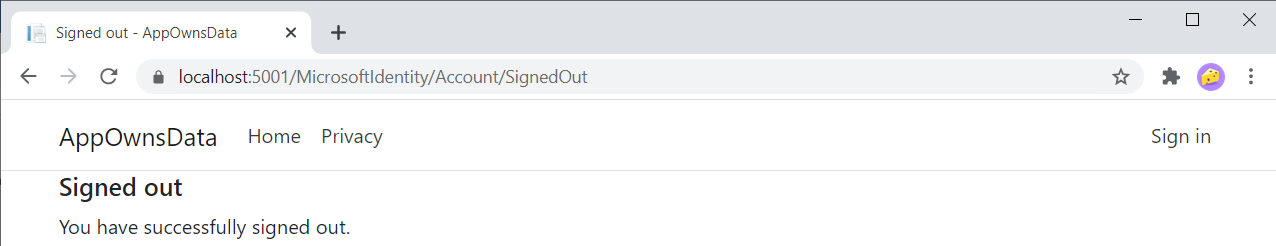 Signed out - AppOwnsData
localhost:5001/MicrosoftIdentity/Account/SignedOut
AppOwnsData Home Privacy Sign in
Signed out
You have successfully signed out.